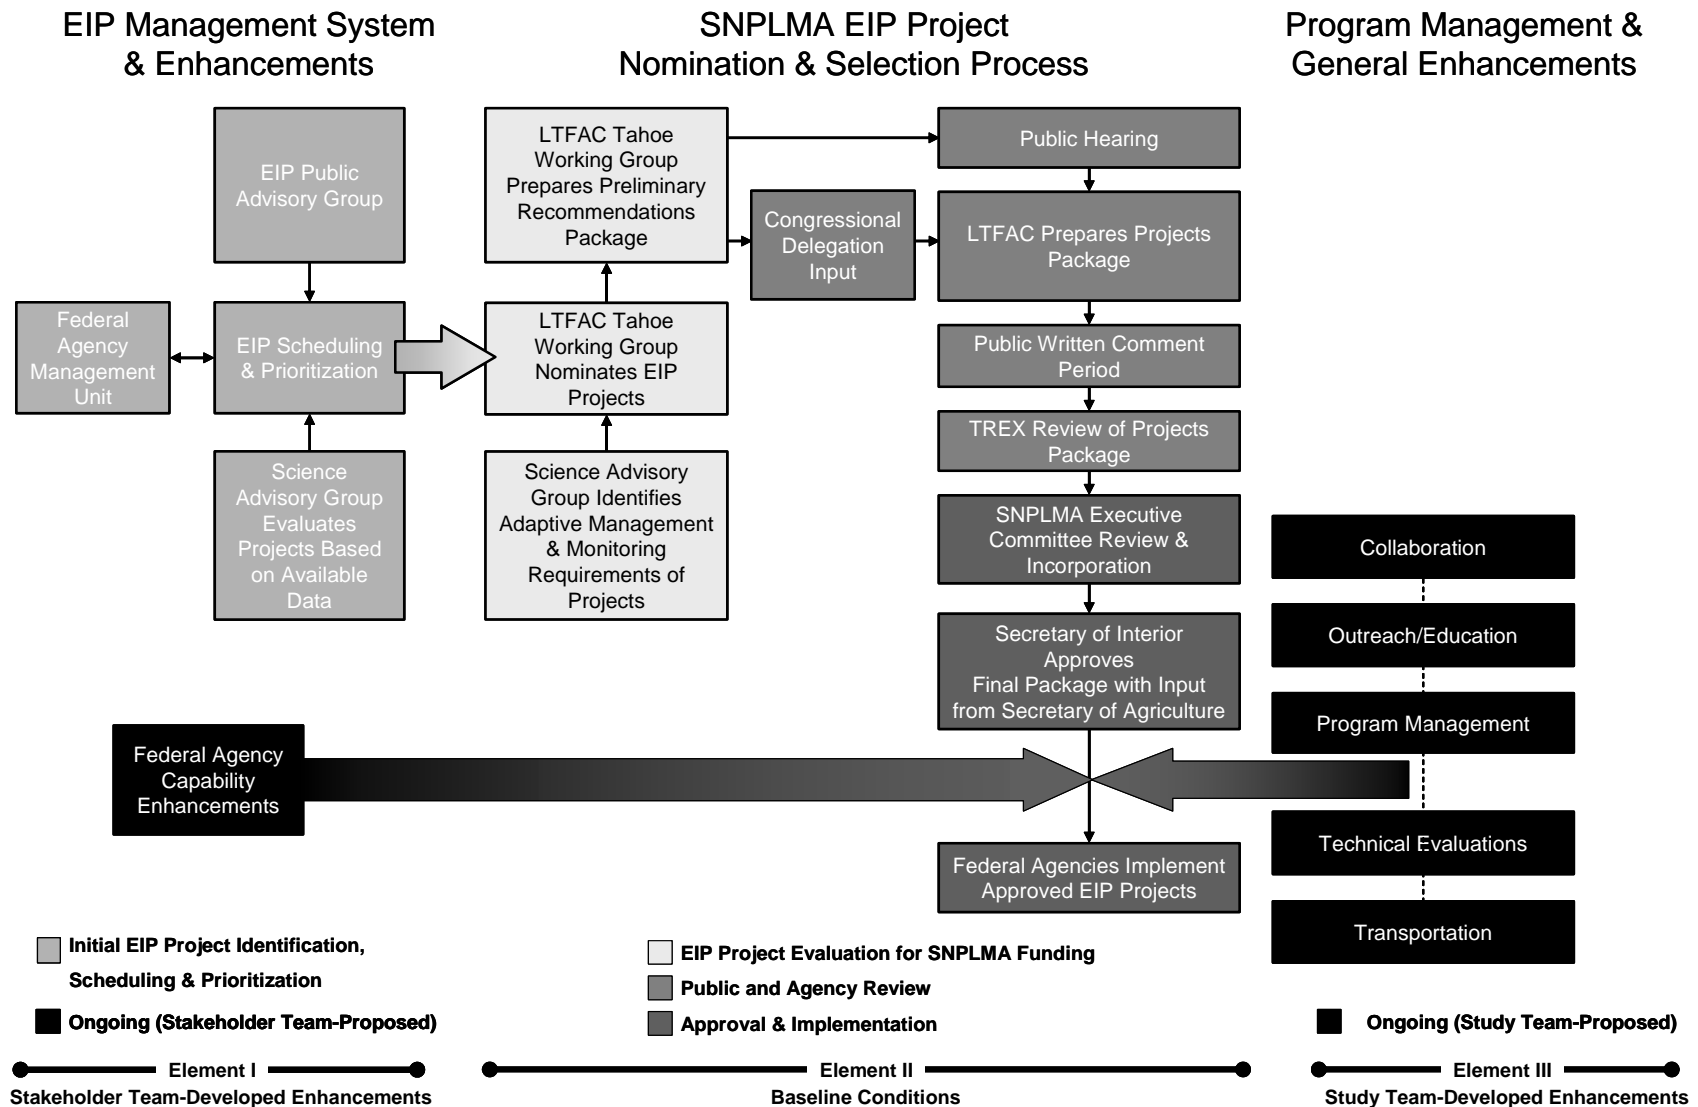 EIP Management System
& Enhancements
SNPLMA EIP Project
Nomination & Selection Process
Program Management &
General Enhancements
EIP Public
Advisory Group
Federal
Agency
Management
Unit
EIP Scheduling
& Prioritization
Science
Advisory Group
Evaluates
Projects Based
on Available
Data
LTFAC Tahoe
Working Group
Prepares Preliminary
Recommendations
Package
LTFAC Tahoe
Working Group
Nominates EIP
Projects
Science Advisory
Group Identifies
Adaptive Management
& Monitoring
Requirements of
Projects
Congressional
Delegation
Input
Public Hearing
LTFAC Prepares Projects
Package
Public Written Comment
Period
TREX Review of Projects
Package
SNPLMA Executive
Committee Review &
Incorporation
Secretary of Interior
Approves
Final Package with Input
from Secretary of Agriculture
Federal Agencies Implement
Approved EIP Projects
Federal Agency
Capability
Enhancements
Collaboration
Outreach/Education
Program Management
Technical Evaluations
Transportation
Initial EIP Project Identification,
Scheduling & Prioritization
Ongoing (Stakeholder Team-Proposed)
EIP Project Evaluation for SNPLMA Funding
Public and Agency Review
Approval & Implementation
Ongoing (Study Team-Proposed)
Element I
Stakeholder Team-Developed Enhancements
Element II
Baseline Conditions
Element III
Study Team-Developed Enhancements